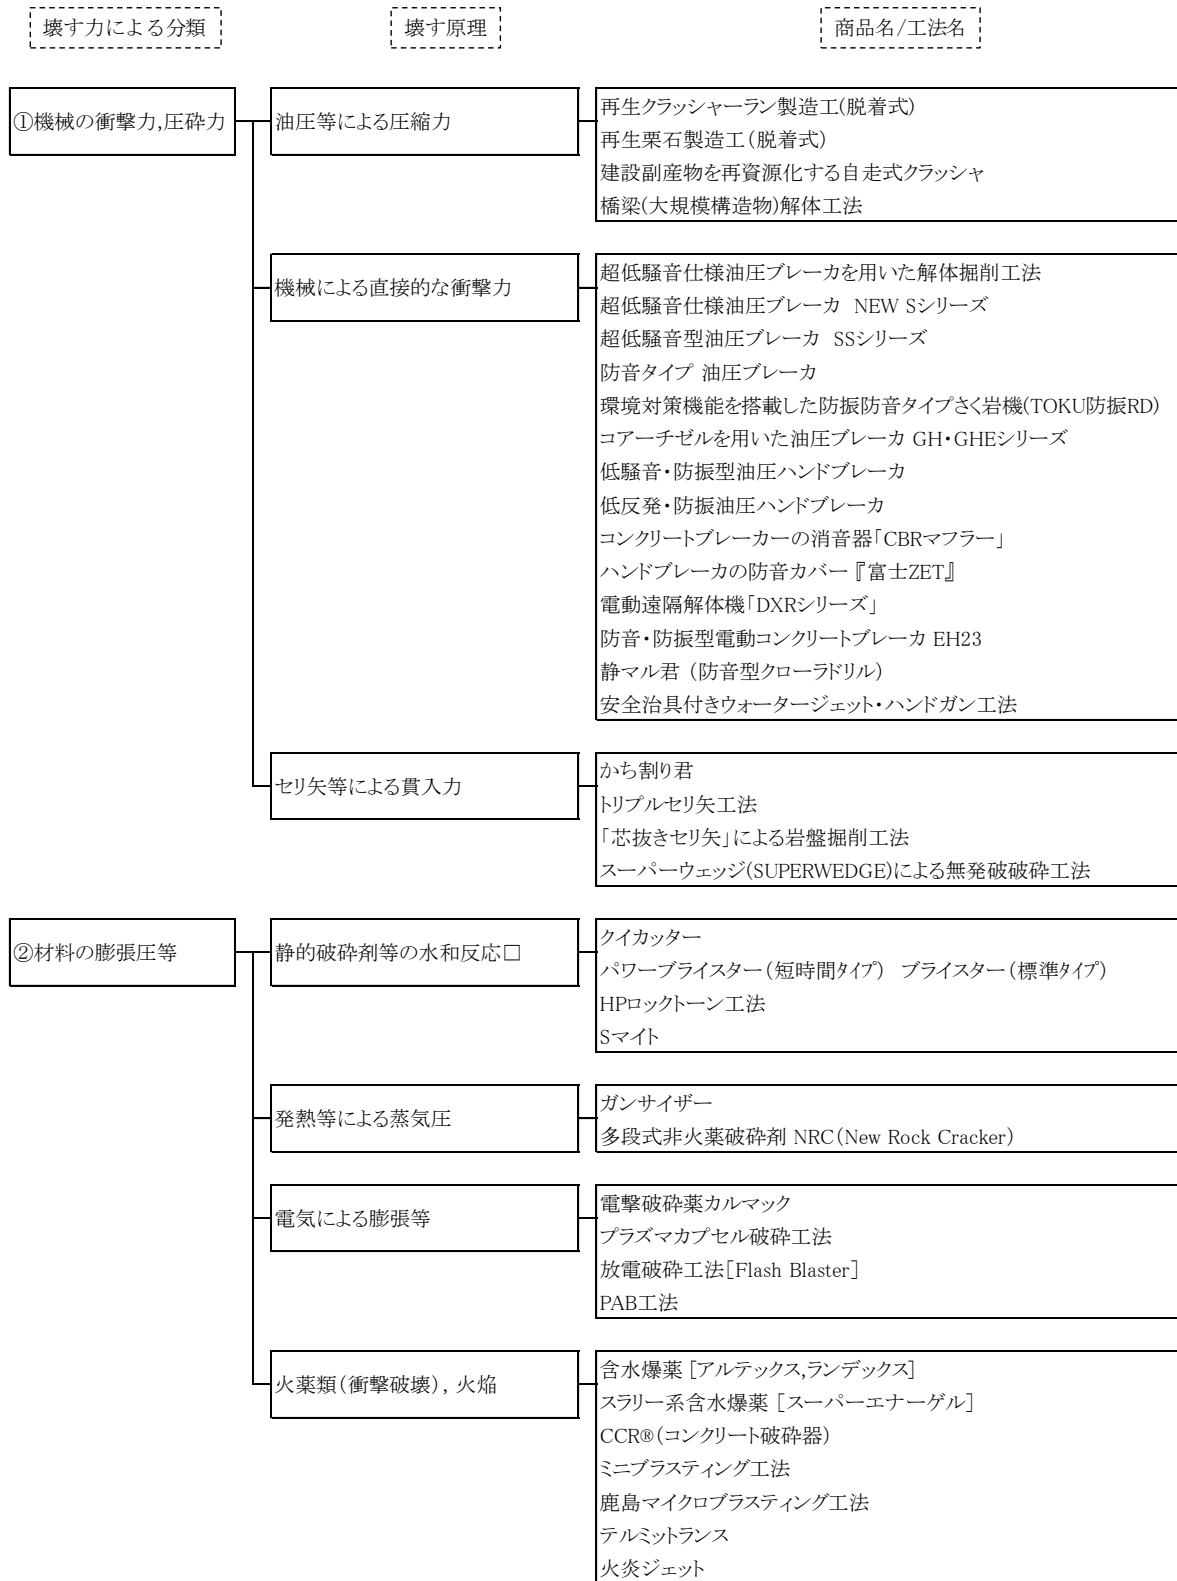 壊す力による分類
壊す原理
商品名/工法名
①機械の衝撃力,圧砕力
油圧等による圧縮力
再生クラッシャーラン製造工(脱着式)
再生栗石製造工(脱着式)
建設副産物を再資源化する自走式クラッシャ
橋梁(大規模構造物)解体工法
機械による直接的な衝撃力
超低騒音仕様油圧ブレーカを用いた解体掘削工法
超低騒音仕様油圧ブレーカ NEW Sシリーズ
超低騒音型油圧ブレーカ SSシリーズ
防音タイプ 油圧ブレーカ
環境対策機能を搭載した防振防音タイプさく岩機(TOKU防振RD)
コアーチゼルを用いた油圧ブレーカ GH・GHEシリーズ
低騒音・防振型油圧ハンドブレーカ
低反発・防振油圧ハンドブレーカ
コンクリートブレーカーの消音器「CBRマフラー」
ハンドブレーカの防音カバー『富士ZET』
電動遠隔解体機「DXRシリーズ」
防音・防振型電動コンクリートブレーカ EH23
静マル君 (防音型クローラドリル)
安全治具付きウォータージェット・ハンドガン工法
セリ矢等による貫入力
かち割り君
トリプルセリ矢工法
「芯抜きセリ矢」による岩盤掘削工法
スーパーウェッジ(SUPERWEDGE)による無発破破砕工法
②材料の膨張圧等
静的破砕剤等の水和反応□
クイカッター
パワーブライスター(短時間タイプ) ブライスター(標準タイプ)
HPロックトーン工法
Sマイト
発熱等による蒸気圧
ガンサイザー
多段式非火薬破砕剤 NRC(New Rock Cracker)
電気による膨張等
電撃破砕薬カルマック
プラズマカプセル破砕工法
放電破砕工法[Flash Blaster]
PAB工法
火薬類(衝撃破壊), 火焔
含水爆薬 [アルテックス,ランデックス]
スラリー系含水爆薬 [スーパーエナーゲル]
CCR®(コンクリート破砕器)
ミニブラスティング工法
鹿島マイクロブラスティング工法
テルミットランス
火炎ジェット